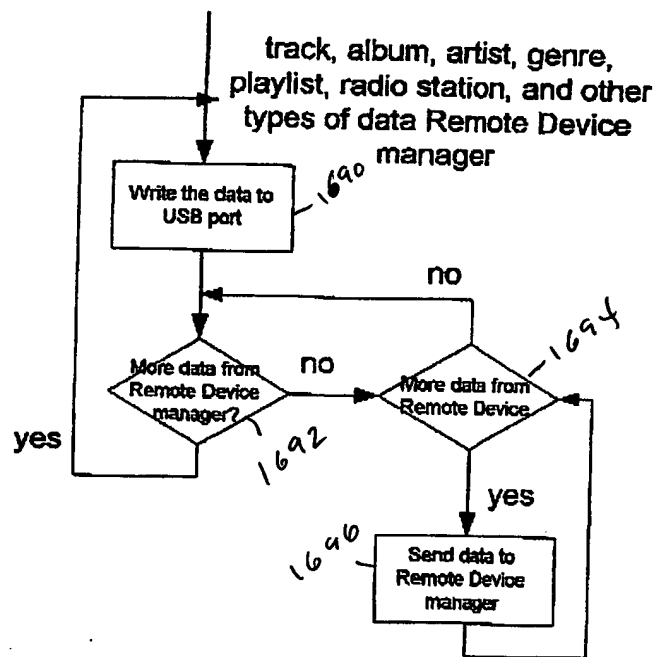 track, album, artist, genre,
playlist, radio station, and other
types of data Remote Device
manager
Write the data to
USB port
1690
no
More data from
Remote Device
manager?
no
1692
yes
More data from
Remote Device
1694
yes
1696
Send data to
Remote Device
manager